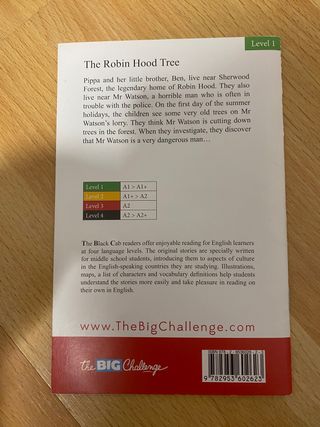 Level 1
The Robin Hood Tree
Pippa and her little brother, Ben, live near Sherwood
Forest, the legendary home of Robin Hood. They also
live near Mr Watson, a horrible man who is often in
trouble with the police. On the first day of the summer
holidays, the children see some very old trees on Mr
Watson's lorry. They think Mr Watson is cutting down
trees in the forest. When they investigate, they discover
that Mr Watson is a very dangerous man…
Level 1 A1 > A1+
Level 2 A1+ > A2
Level 3 A2
Level 4 A2 > A2+
The Black Cab readers offer enjoyable reading for English learners
at four language levels. The original stories are specially written
for middle school students, introducing them to aspects of culture
in the English-speaking countries they are studying. Illustrations,
maps, a list of characters and vocabulary definitions help students
understand the stories more easily and take pleasure in reading
on their own in English.
www.TheBigChallenge.com
the BIG Challenge
9 782953 602623